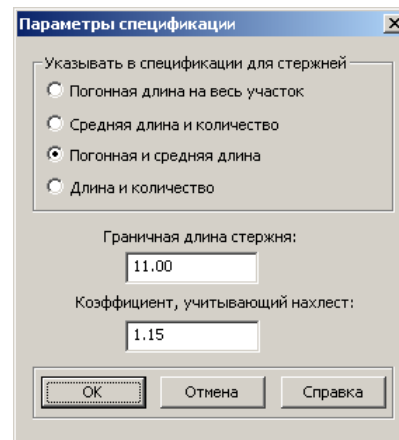 Параметры спецификации
Указывать в спецификации для стержней
Погонная длина на весь участок
Средняя длина и количество
Погонная и средняя длина
Длина и количество
Граничная длина стержня:
11.00
Коэффициент, учитывающий нахлест:
1.15
OK Отмена Справка